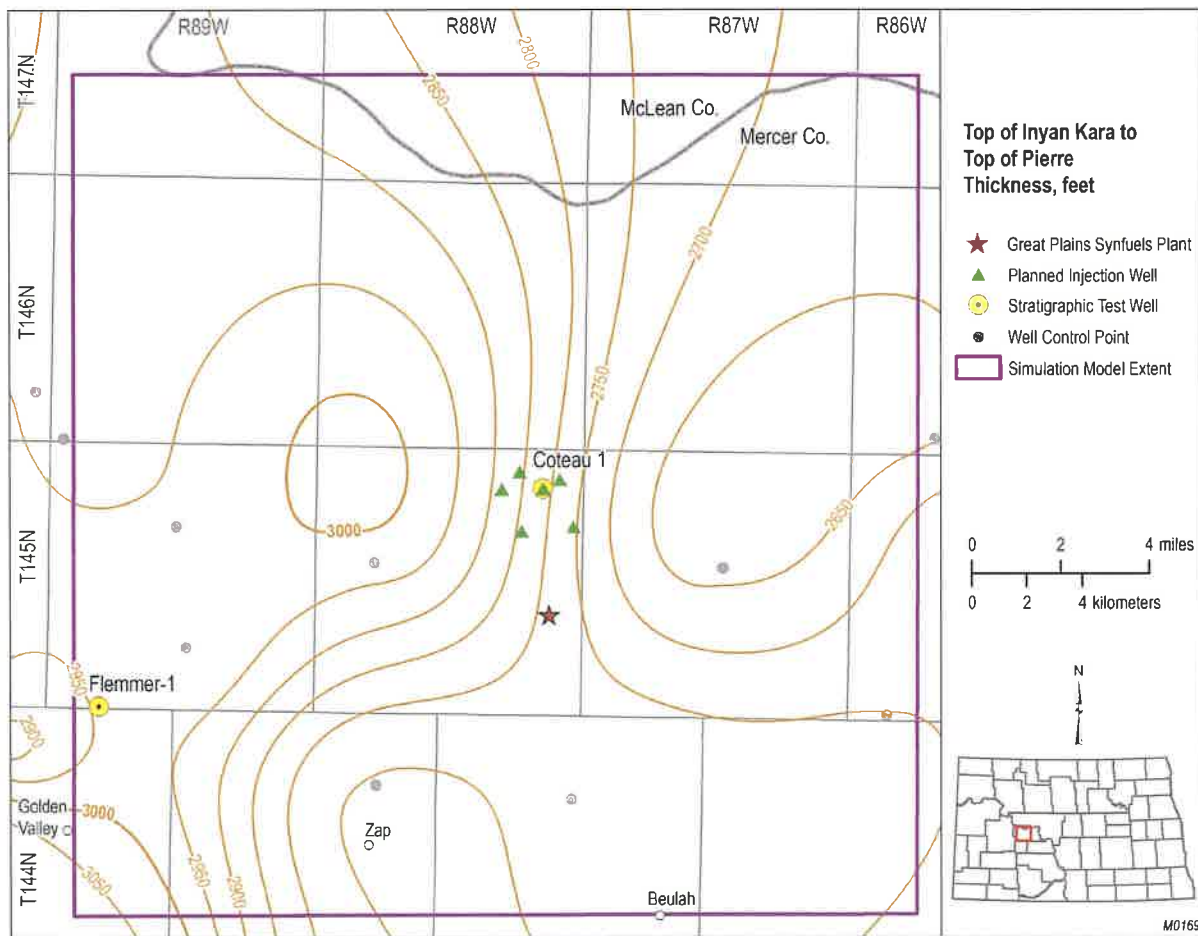 R89W
R88W
R87W
R86W
T147N
T146N
T145N
T144N
2850
2800
McLean Co.
Mercer Co.
2700
2750
Coteau 1
3000
2650
2950
Flemmer-1
2900
Golden
Valley
3000
3050
2950
2900
Zap
Beulah
Top of Inyan Kara to
Top of Pierre
Thickness, feet
Great Plains Synfuels Plant
Planned Injection Well
Stratigraphic Test Well
Well Control Point
Simulation Model Extent
0 2 4 miles
0 2 4 kilometers
N
M0169